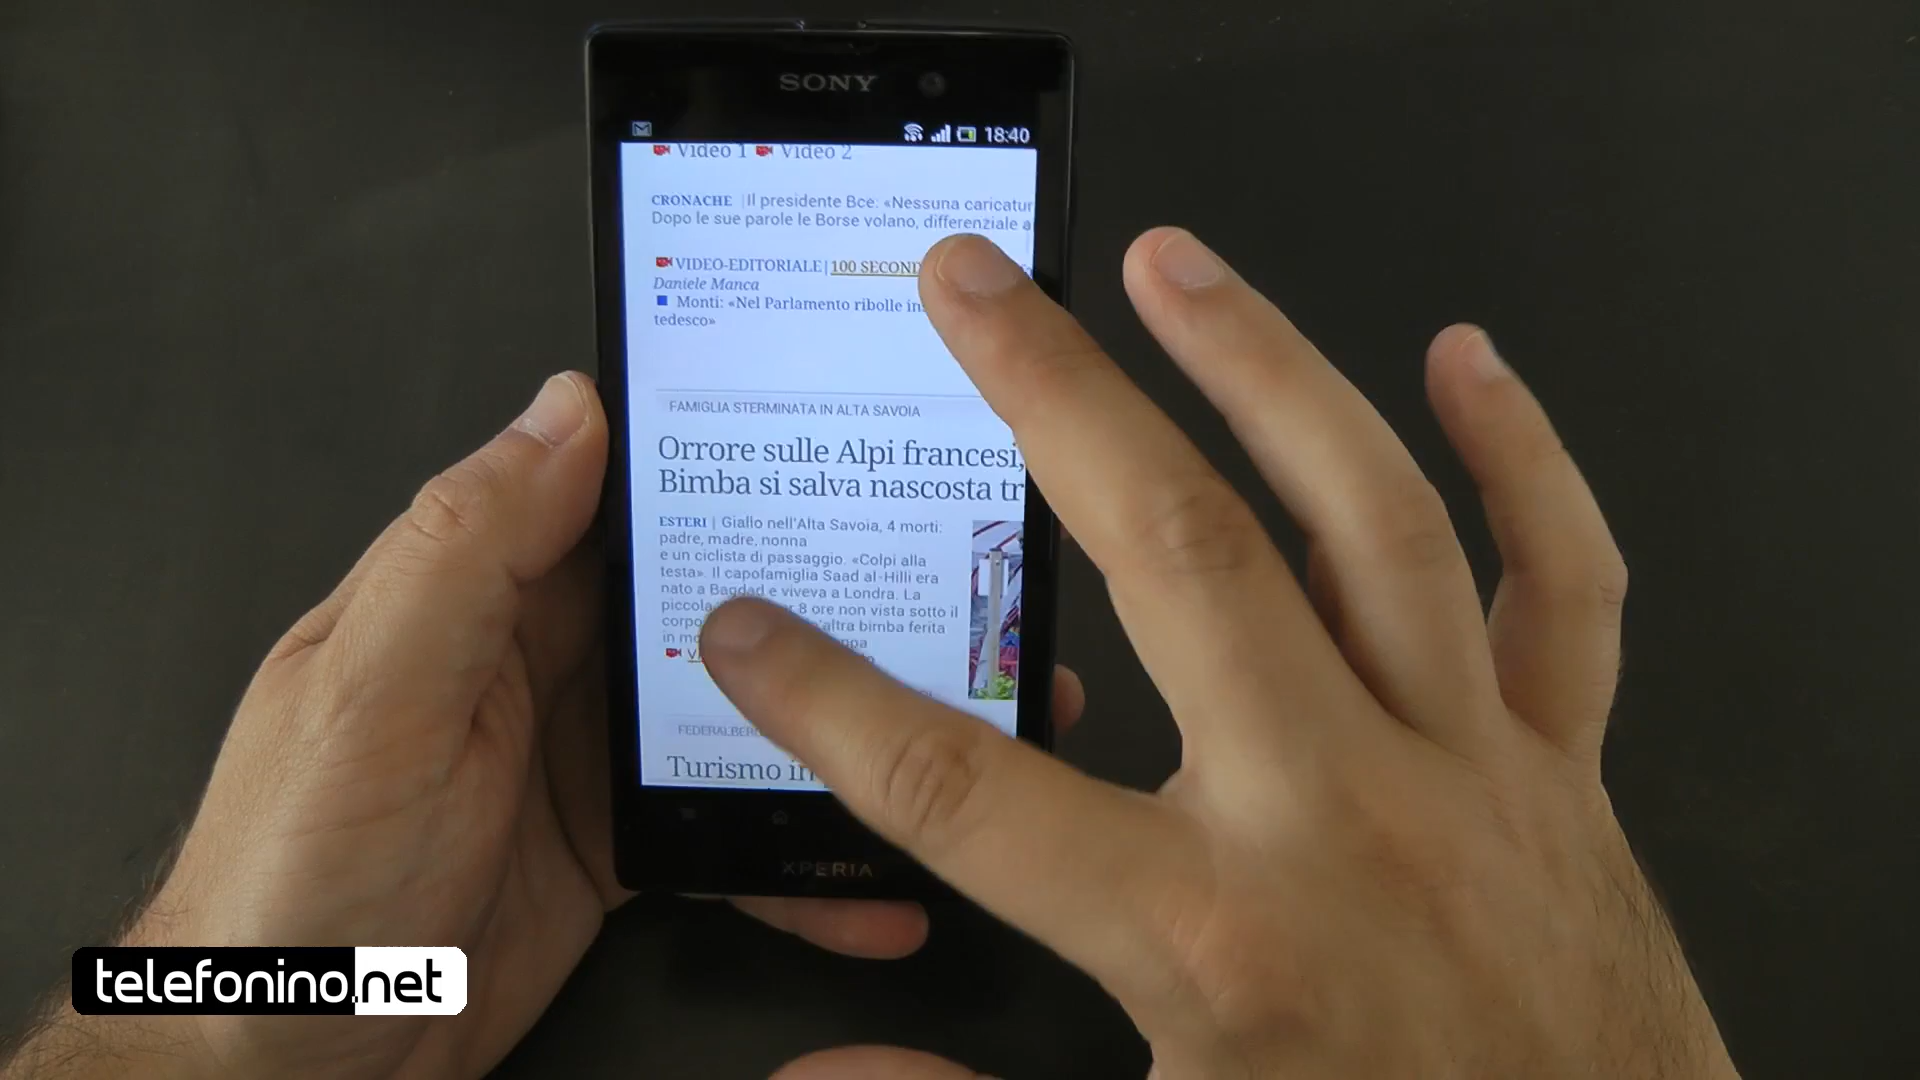 SONY
18:40
Video 1 Video 2
CRONACHE | Il presidente Bce: «Nessuna caricatur
Dopo le sue parole le Borse volano, differenziale a
VIDEO-EDITORIALE | 100 SECOND
Daniele Manca
Monti: «Nel Parlamento ribolle in
tedesco»
FAMIGLIA STERMINATA IN ALTA SAVOIA
Orrore sulle Alpi francesi,
Bimba si salva nascosta tr
ESTERI | Giallo nell'Alta Savoia, 4 morti:
padre, madre, nonna
e un ciclista di passaggio. «Colpi alla
testa». Il capofamiglia Saad al-Hilli era
nato a Bagdad e viveva a Londra. La
piccola 8 ore non vista sotto il
corpo altra bimba ferita
in
Turismo in
XPERIA
telefonino.net